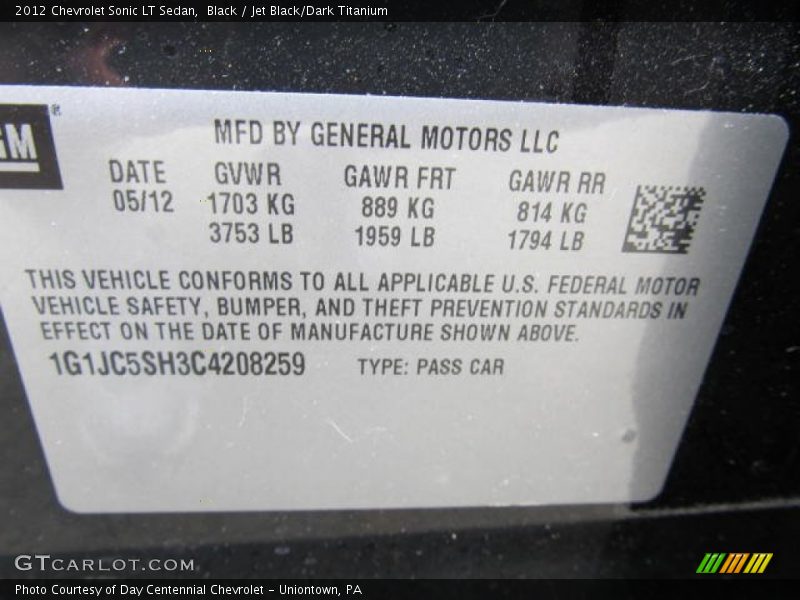 2012 Chevrolet Sonic LT Sedan,  Black / Jet Black/Dark Titanium
GM®
MFD BY GENERAL MOTORS LLC
DATE GVWR GAWR FRT GAWR RR
05/12 1703 KG 889 KG 814 KG
3753 LB 1959 LB 1794 LB
THIS VEHICLE CONFORMS TO ALL APPLICABLE U.S. FEDERAL MOTOR
VEHICLE SAFETY, BUMPER, AND THEFT PREVENTION STANDARDS IN
EFFECT ON THE DATE OF MANUFACTURE SHOWN ABOVE.
1G1JC5SH3C4208259 TYPE: PASS CAR
GTCARLOT.COM
Photo Courtesy of Day Centennial Chevrolet - Uniontown, PA